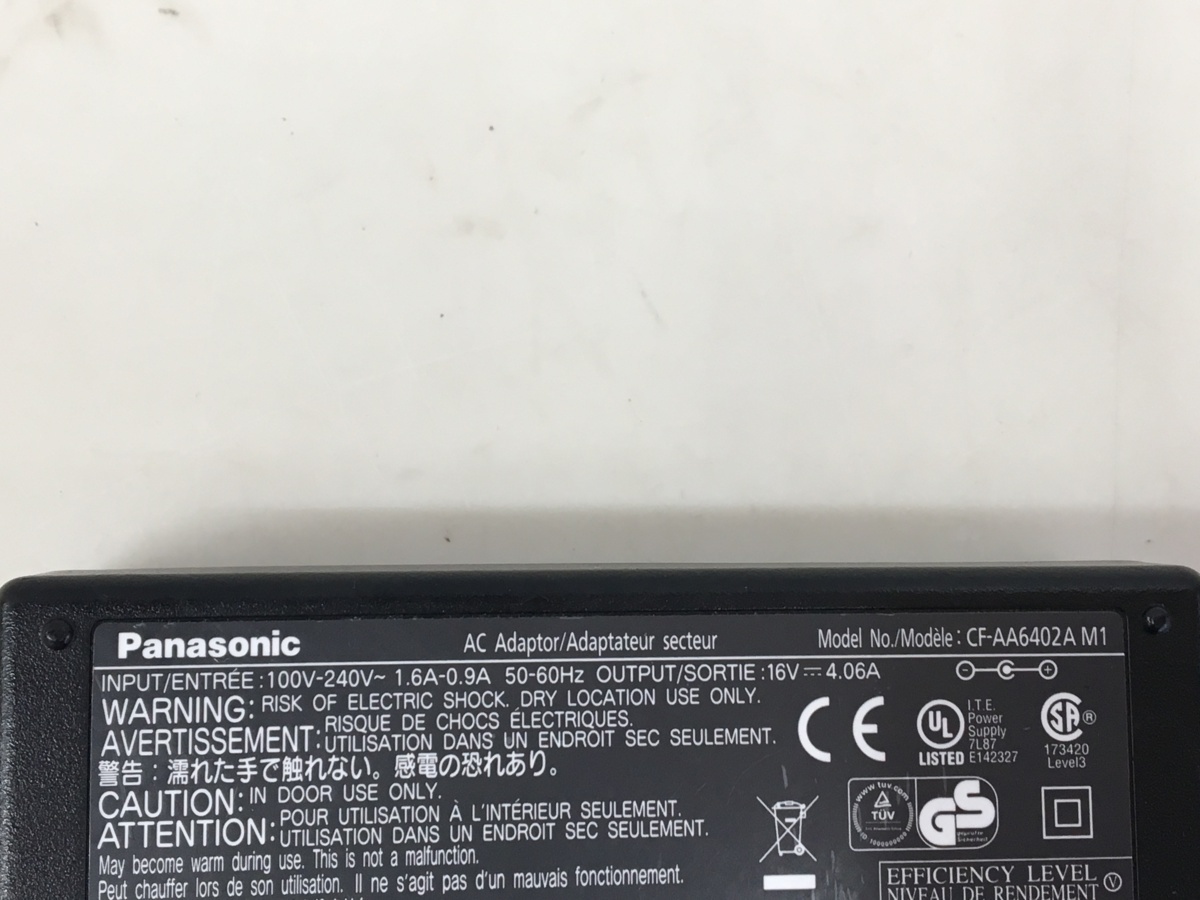 Panasonic AC Adaptor/Adaptateur secteur Model No./Modèle : CF-AA6402A M1
INPUT/ENTRÉE : 100V-240V~ 1.6A-0.9A 50-60Hz OUTPUT/SORTIE : 16V ⎓ 4.06A
WARNING: RISK OF ELECTRIC SHOCK. DRY LOCATION USE ONLY.
AVERTISSEMENT: RISQUE DE CHOCS ÉLECTRIQUES.
UTILISATION DANS UN ENDROIT SEC SEULEMENT.
警告：濡れた手で触れない。感電の恐れあり。
CAUTION: IN DOOR USE ONLY.
ATTENTION: POUR UTILISATION À L'INTÉRIEUR SEULEMENT.
UTILISATION DANS UN ENDROIT SEC SEULEMENT.
May become warm during use. This is not a malfunction.
Peut chauffer lors de son utilisation. Il ne s'agit pas d'un mauvais fonctionnement.
CE
UL
LISTED
I.T.E.
Power
Supply
7L87
E142327
SA ®
173420
Level3
www.tuv.com
TÜV
GS
geprüfte
Sicherheit
EFFICIENCY LEVEL V
NIVEAU DE RENDEMENT